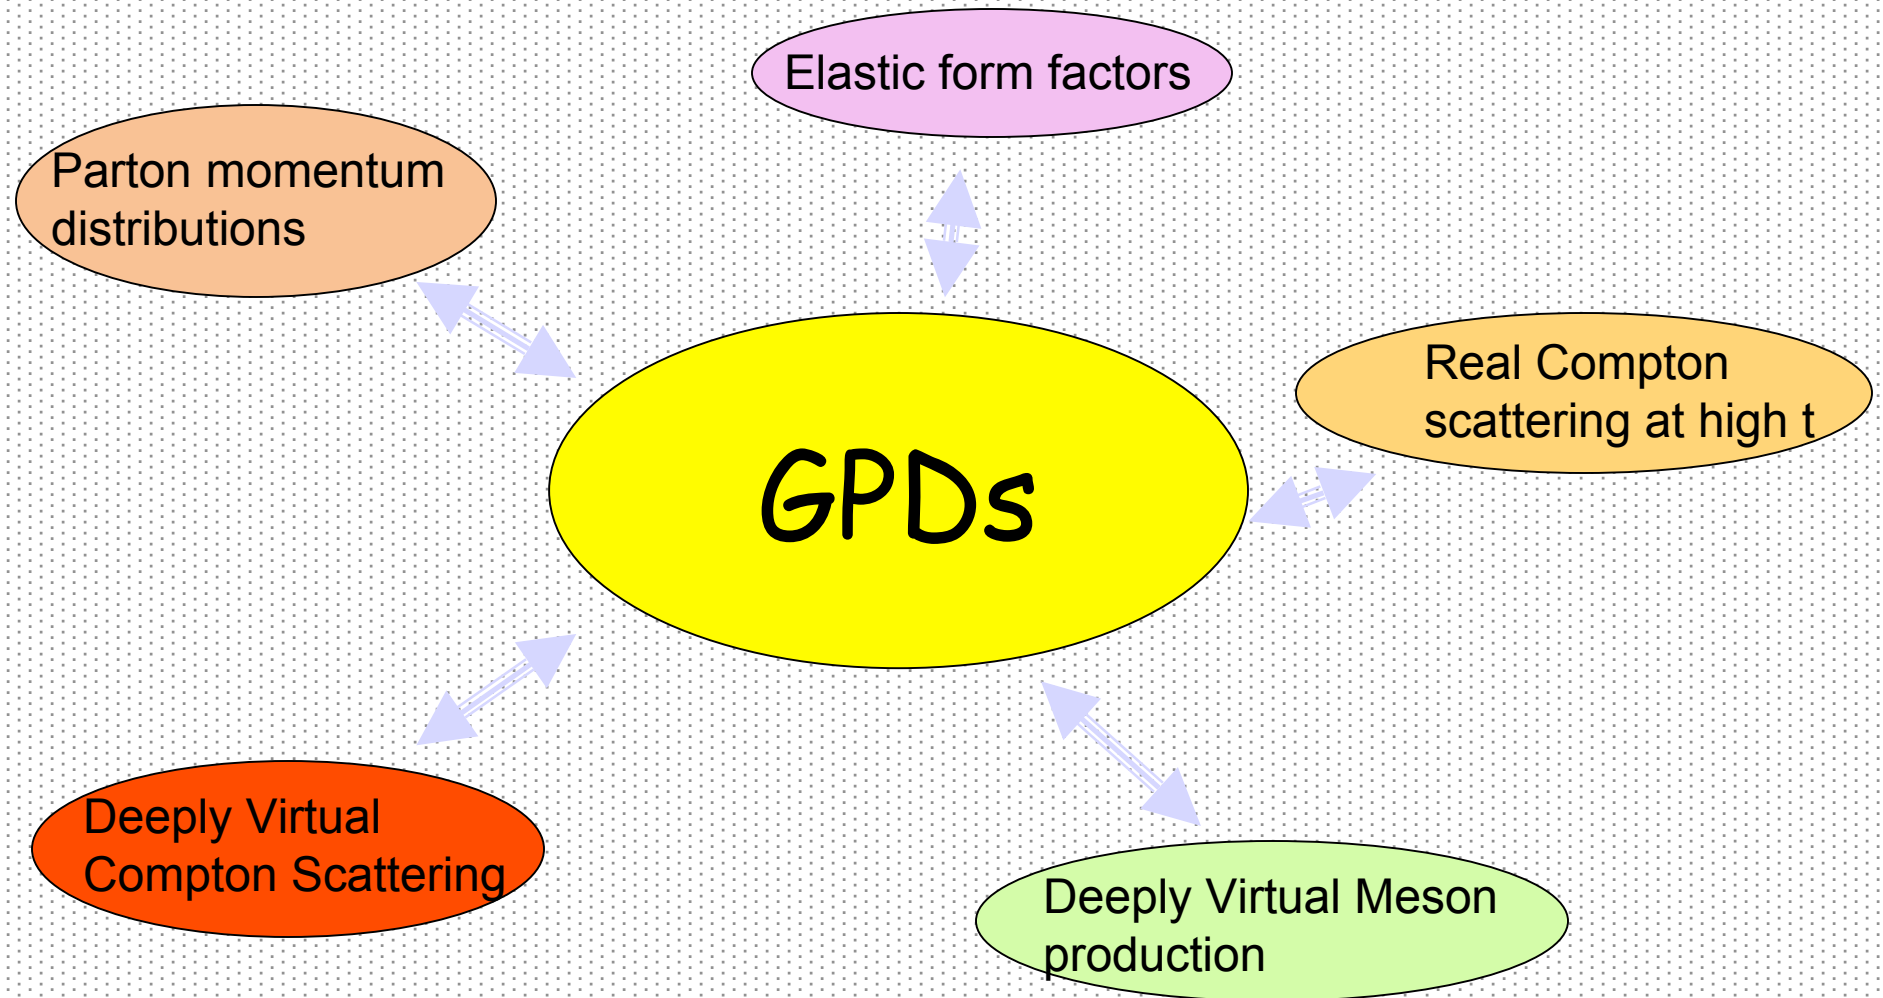 Elastic form factors
Parton momentum
distributions
Real Compton
scattering at high t
GPDs
Deeply Virtual
Compton Scattering
Deeply Virtual Meson
production